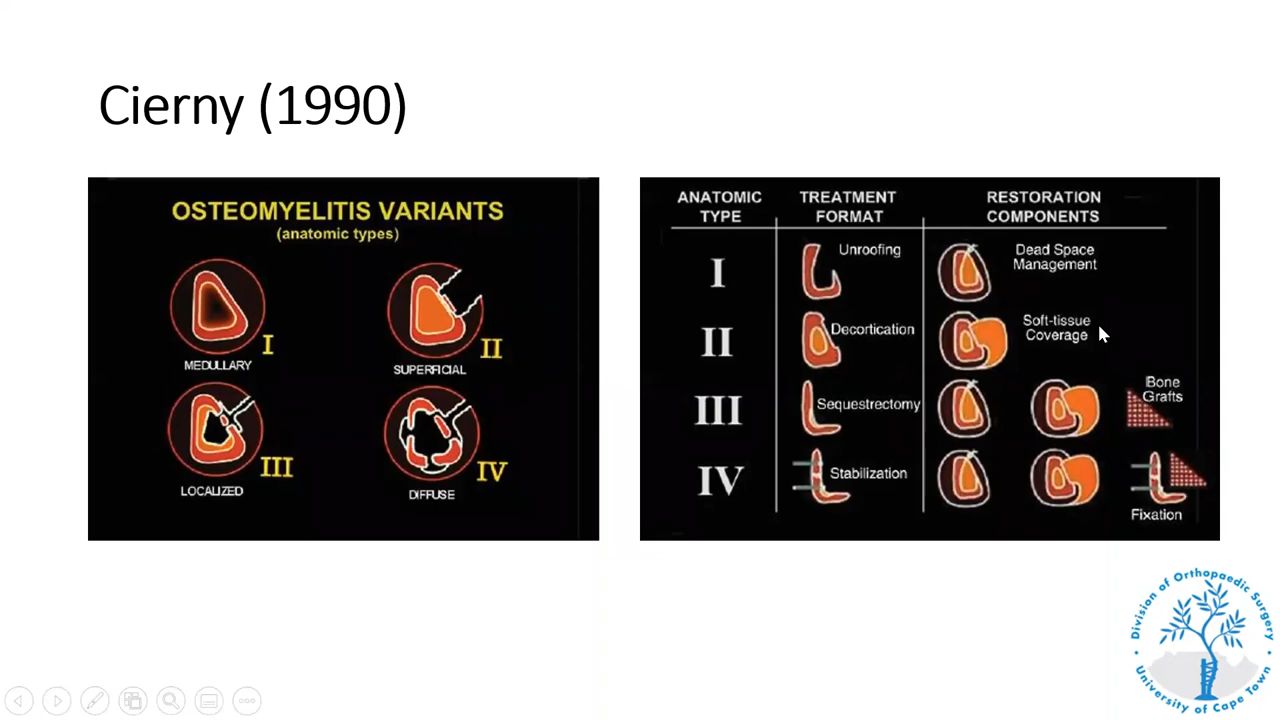 Cierny (1990)
OSTEOMYELITIS VARIANTS
(anatomic types)
I
MEDULLARY
II
SUPERFICIAL
III
LOCALIZED
IV
DIFFUSE
ANATOMIC TYPE
TREATMENT FORMAT
RESTORATION COMPONENTS
I
Unroofing
Dead Space
Management
II
Decortication
Soft-tissue
Coverage
III
Sequestrectomy
Bone
Grafts
IV
Stabilization
Fixation
Division of Orthopaedic Surgery
University of Cape Town